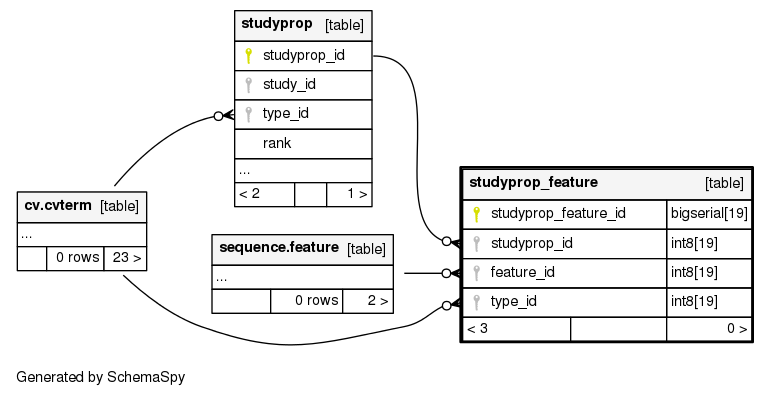 studyprop [table]
studyprop_id
study_id
type_id
rank
...
< 2 1 >
cv.cvterm [table]
...
0 rows 23 >
sequence.feature [table]
...
0 rows 2 >
studyprop_feature [table]
studyprop_feature_id bigserial[19]
studyprop_id int8[19]
feature_id int8[19]
type_id int8[19]
< 3 0 >
Generated by SchemaSpy